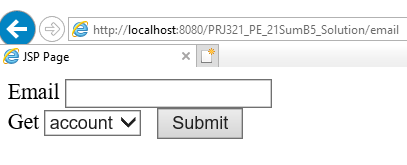 http://localhost:8080/PRJ321_PE_21SumB5_Solution/email
JSP Page
Email
Get account Submit